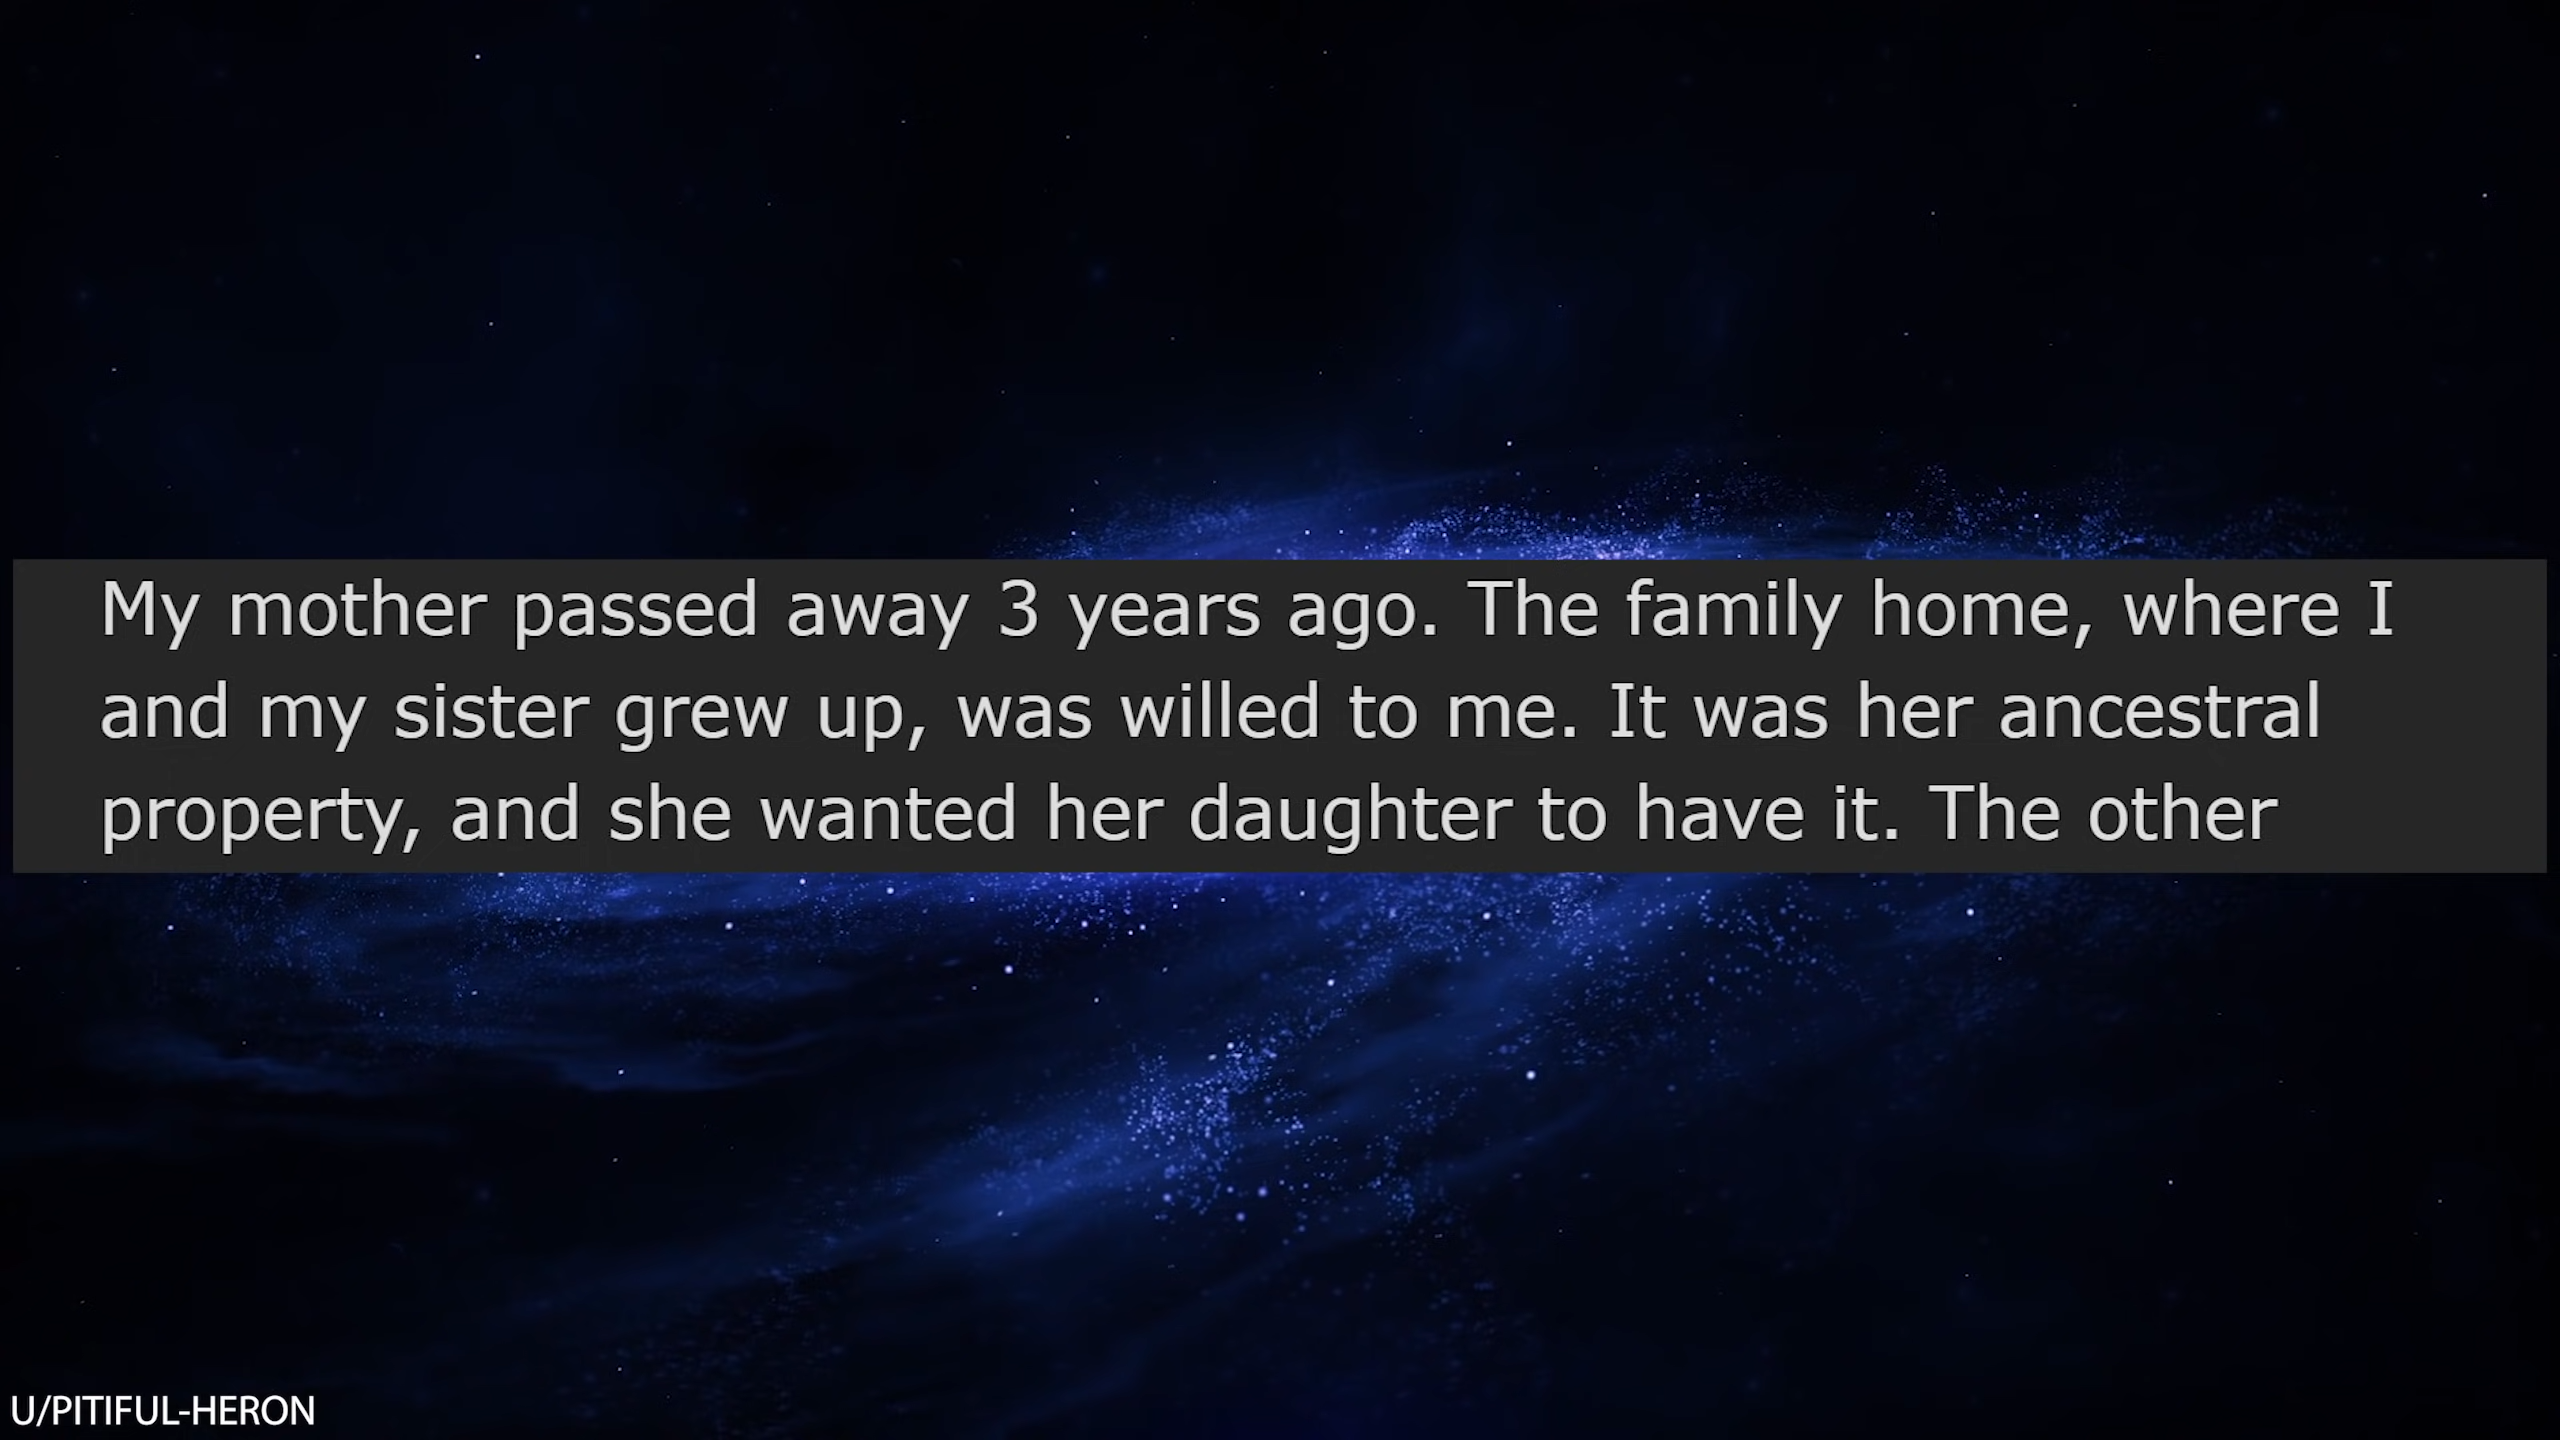 My mother passed away 3 years ago. The family home, where I
and my sister grew up, was willed to me. It was her ancestral
property, and she wanted her daughter to have it. The other
U/PITIFUL-HERON